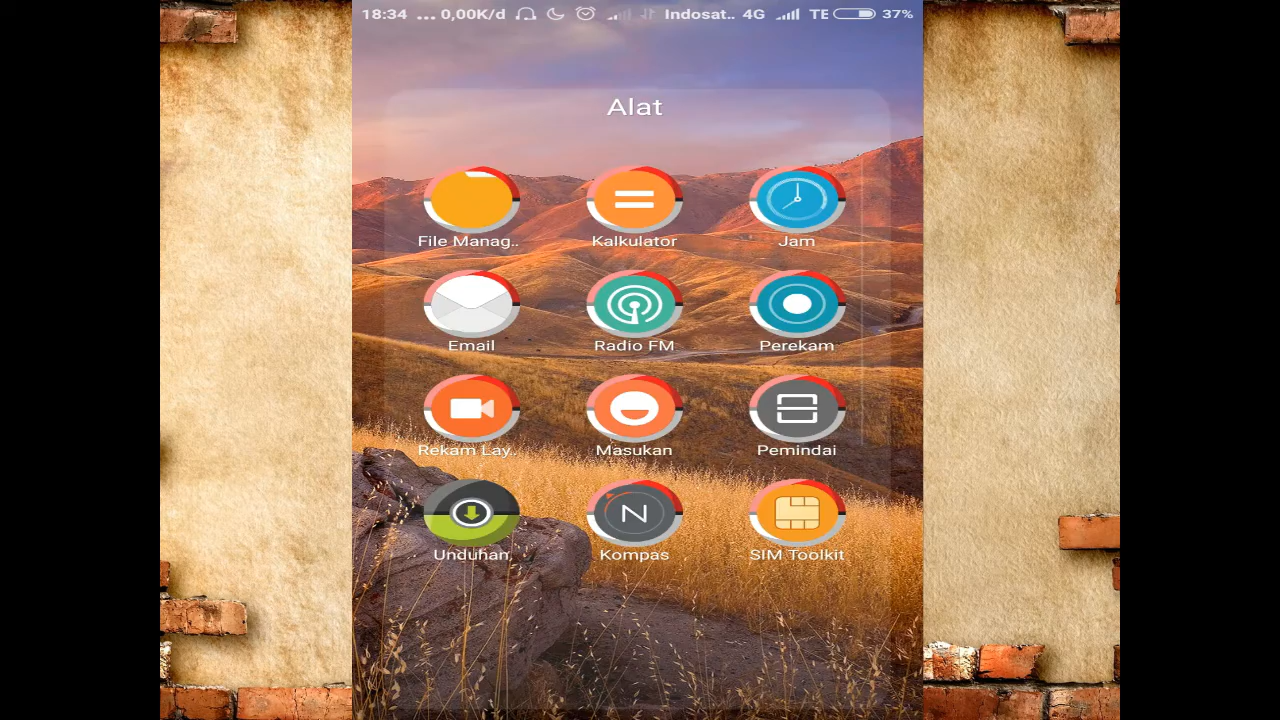 18:34 ... 0,00K/d Indosat.. 4G TE 37%
Alat
File Manag.. Kalkulator Jam
Email Radio FM Perekam
Rekam Lay.. Masukan Pemindai
N
Unduhan Kompas SIM Toolkit